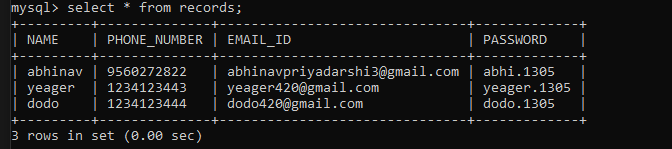 mysql> select * from records;
+---------+--------------+--------------------------------+-------------+
| NAME    | PHONE_NUMBER | EMAIL_ID                       | PASSWORD    |
+---------+--------------+--------------------------------+-------------+
| abhinav | 9560272822   | abhinavpriyadarshi3@gmail.com  | abhi.1305   |
| yeager  | 1234123443   | yeager420@gmail.com            | yeager.1305 |
| dodo    | 1234123444   | dodo420@gmail.com              | dodo.1305   |
+---------+--------------+--------------------------------+-------------+
3 rows in set (0.00 sec)